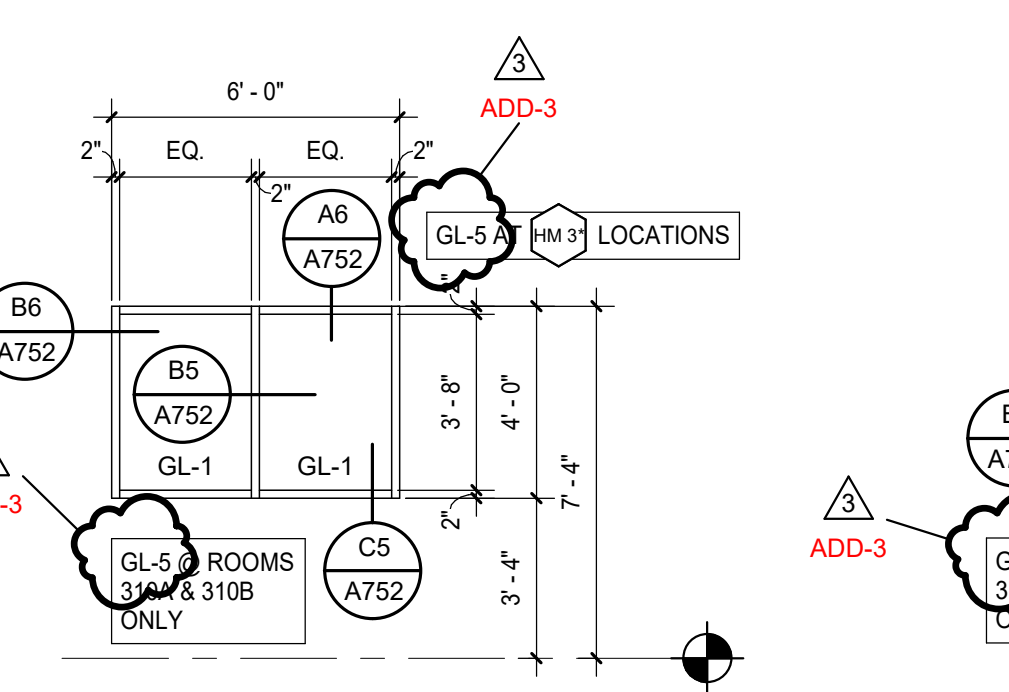 3
ADD-3
6' - 0"
2"
EQ.
EQ.
2"
2"
A6
A752
GL-5 AT HM 3* LOCATIONS
2"
B6
A752
B5
A752
3' - 8"
4' - 0"
7' - 4"
GL-1
GL-1
-3
2"
GL-5 @ ROOMS
310A & 310B
ONLY
C5
A752
3' - 4"
3
ADD-3